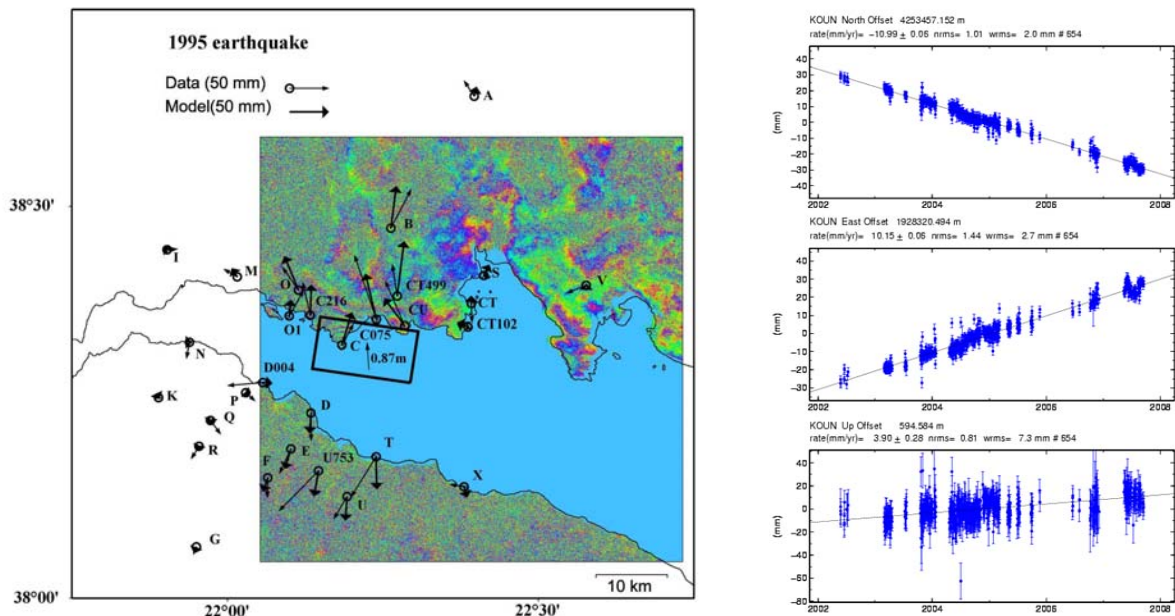 1995 earthquake
Data (50 mm)
Model(50 mm)
A
38°30'
B
I
M
S
V
O
C216
CT499
CT
CU
O1
C075
CT102
C
0.87m
N
D004
K
P
D
Q
R
E
T
F
U753
X
U
G
10 km
38°00'
22°00'
22°30'
KOUN North Offset 4253457.152 m
rate(mm/yr)= -10.99 ± 0.06 nrms= 1.01 wrms= 2.0 mm # 654
40
30
20
10
0
-10
-20
-30
-40
(mm)
2002 2004 2006 2008
KOUN East Offset 1928320.494 m
rate(mm/yr)= 10.15 ± 0.06 nrms= 1.44 wrms= 2.7 mm # 654
30
20
10
0
-10
-20
-30
(mm)
2002 2004 2006 2008
KOUN Up Offset 594.584 m
rate(mm/yr)= 3.90 ± 0.28 nrms= 0.81 wrms= 7.3 mm # 654
40
20
0
-20
-40
-60
-80
(mm)
2002 2004 2006 2008